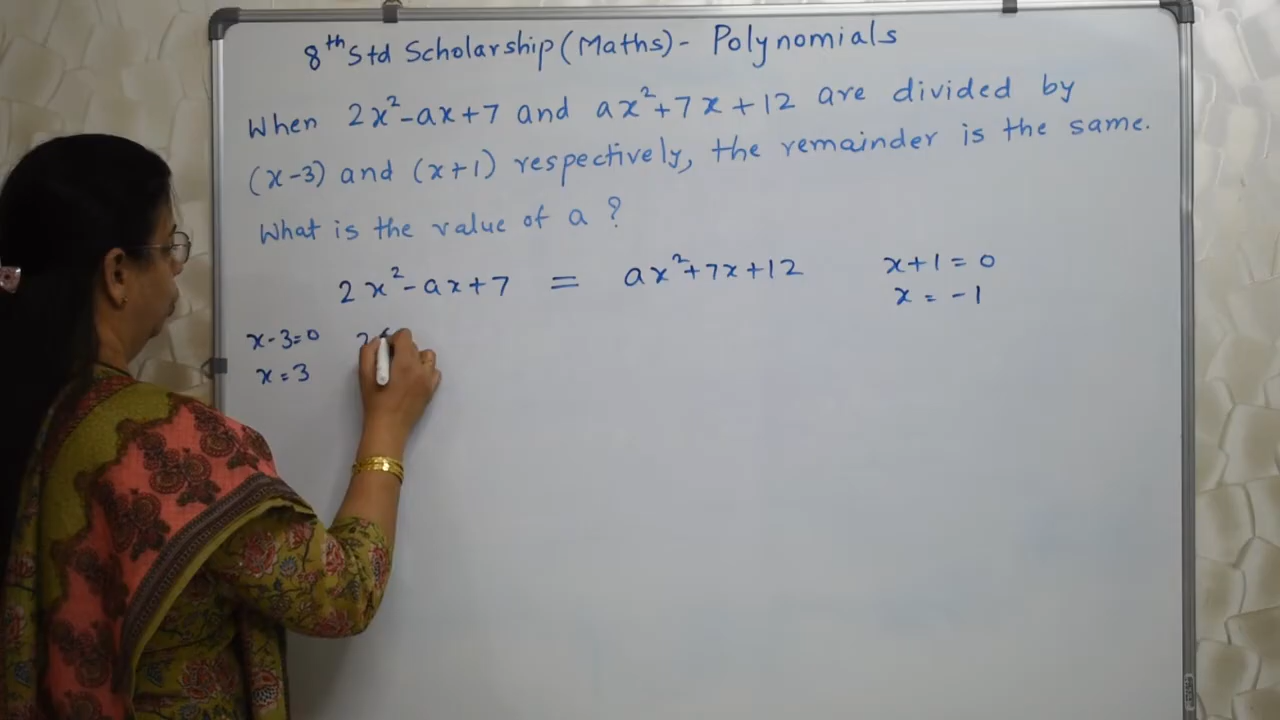 8th Std Scholarship (Maths) - Polynomials
When 2x²-ax+7 and ax²+7x+12 are divided by
(x-3) and (x+1) respectively, the remainder is the same.
What is the value of a ?
2x²-ax+7 = ax²+7x+12
x+1=0
x = -1
x-3=0
x=3
2(